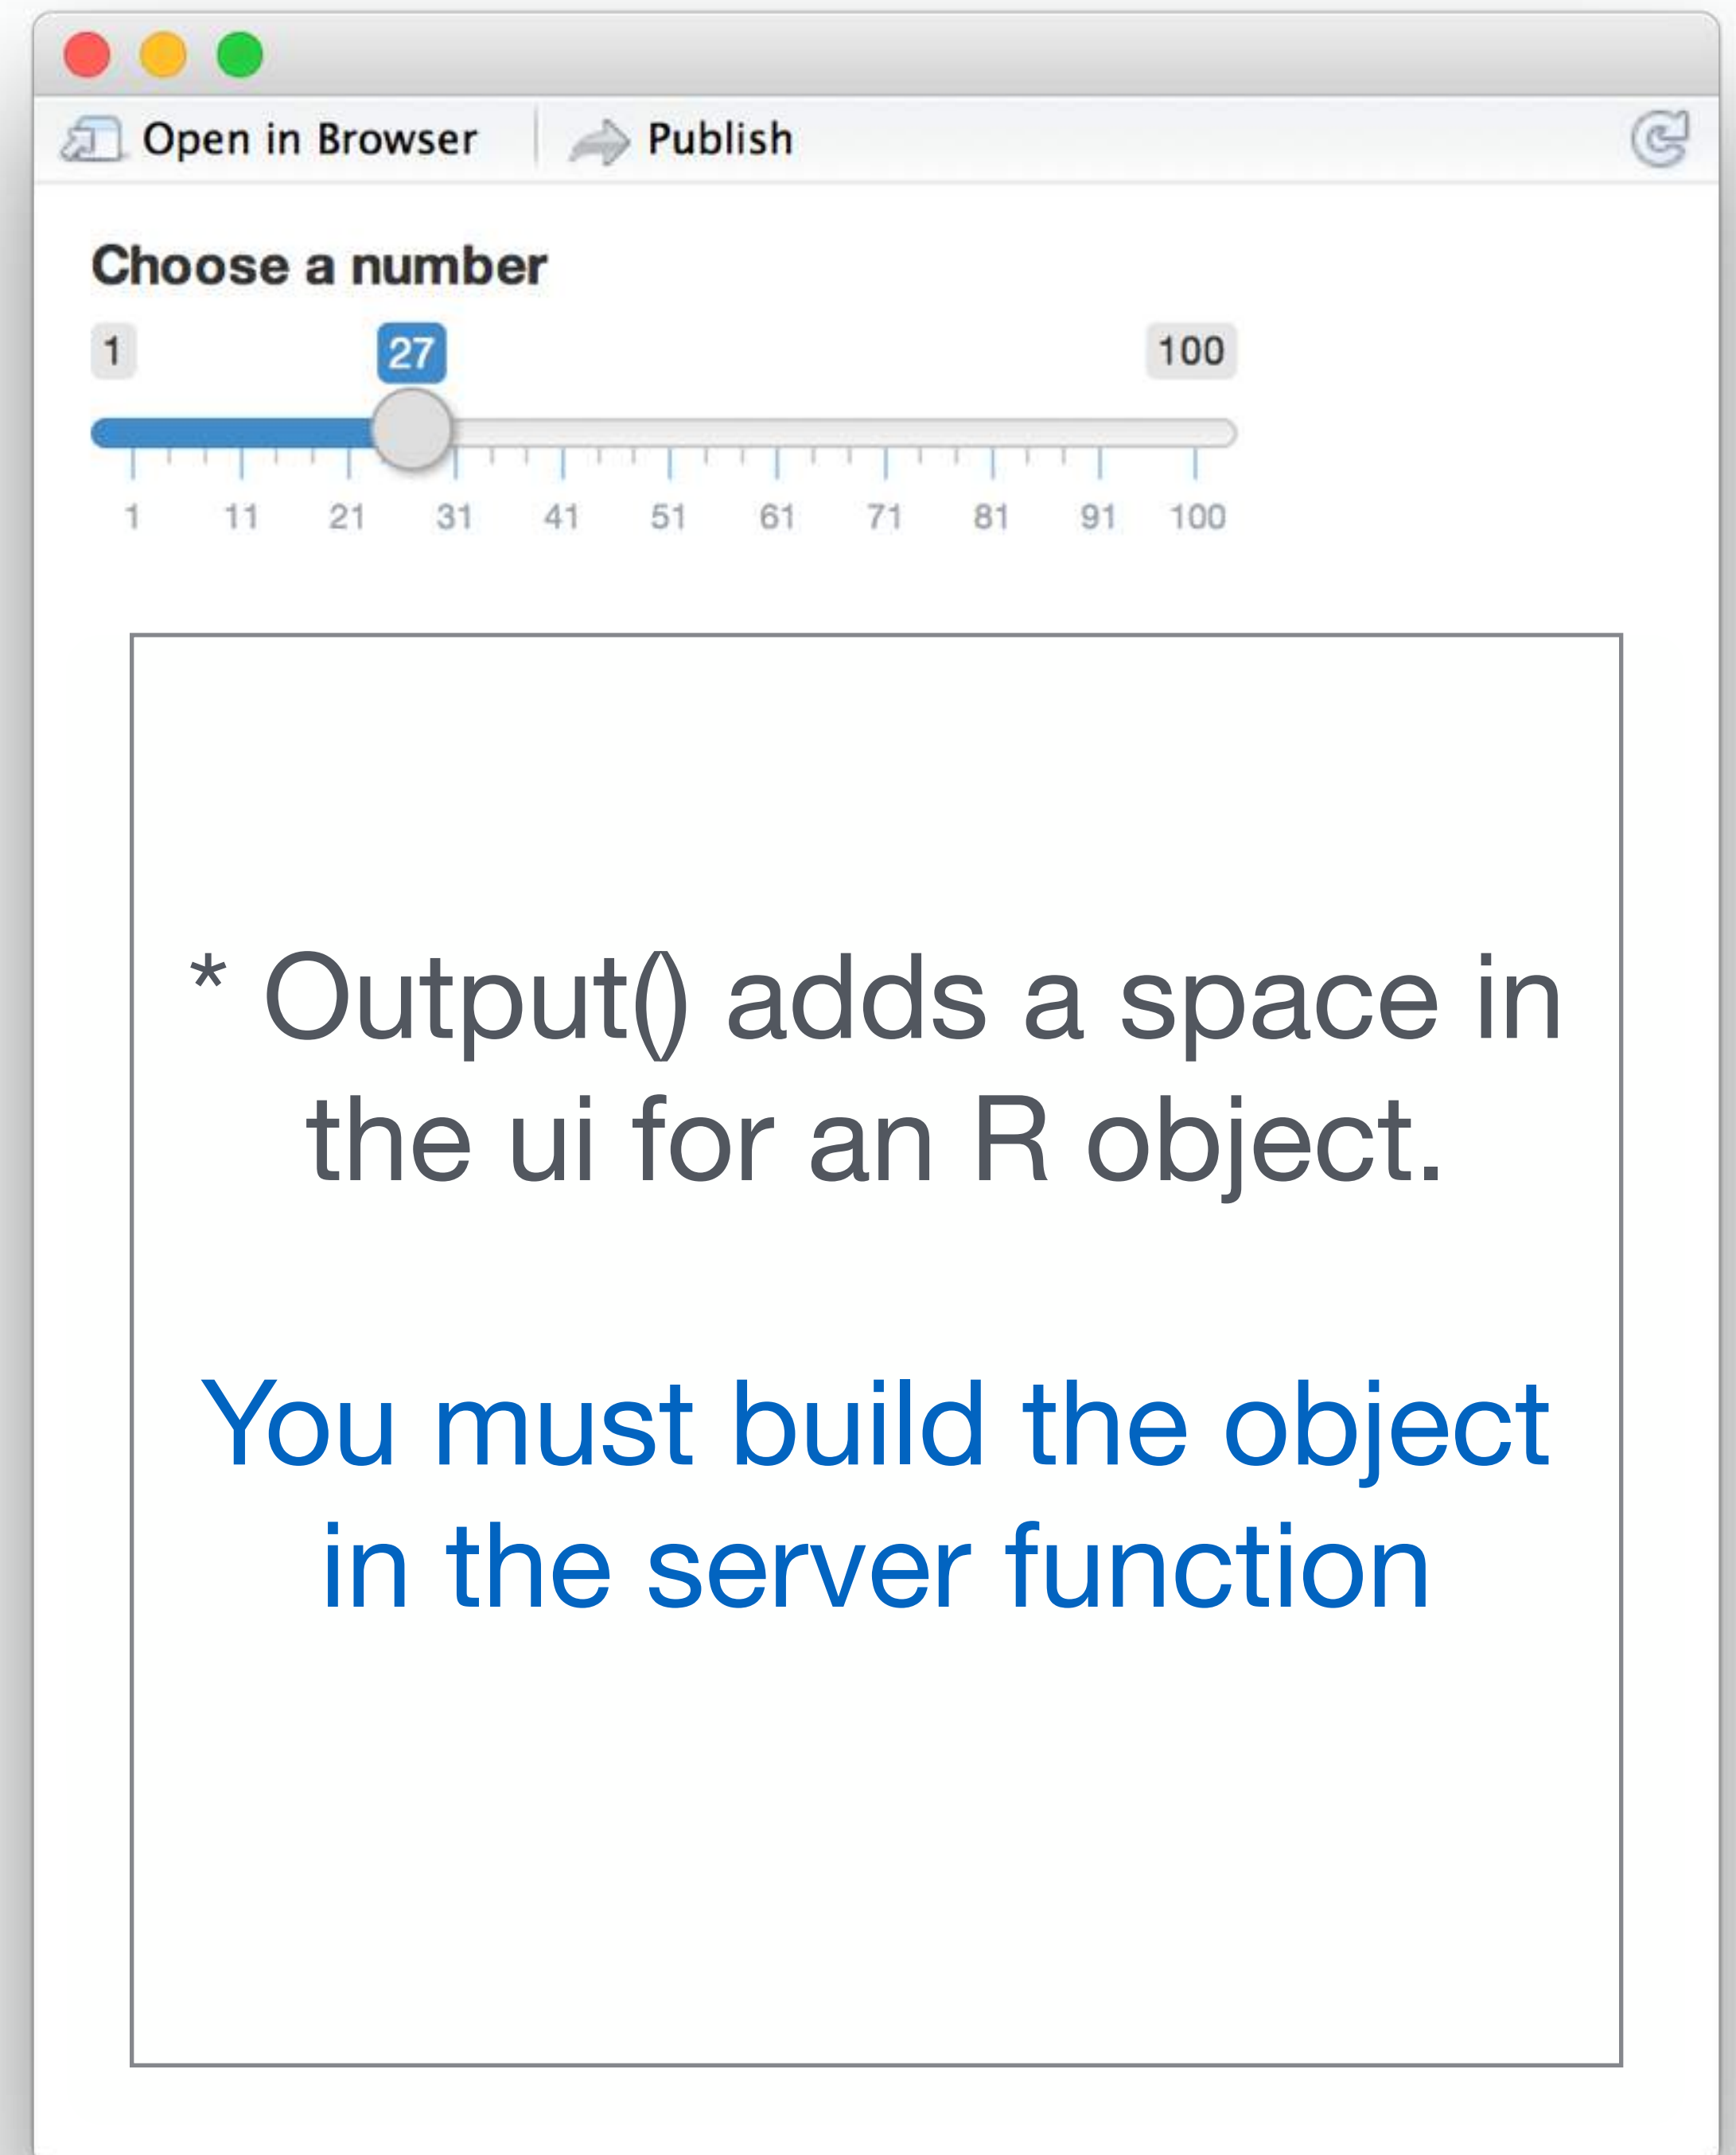 Open in Browser Publish
Choose a number
1 27 100
1 11 21 31 41 51 61 71 81 91 100
* Output() adds a space in
the ui for an R object.
You must build the object
in the server function